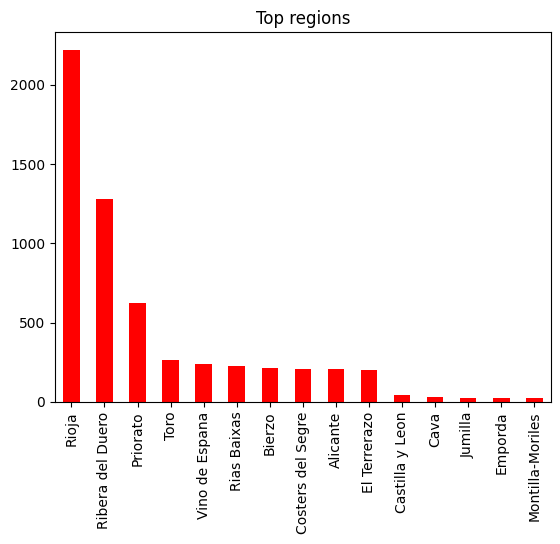 Top regions
2000
1500
1000
500
0
Rioja
Ribera del Duero
Priorato
Toro
Vino de Espana
Rias Baixas
Bierzo
Costers del Segre
Alicante
El Terrerazo
Castilla y Leon
Cava
Jumilla
Emporda
Montilla-Moriles